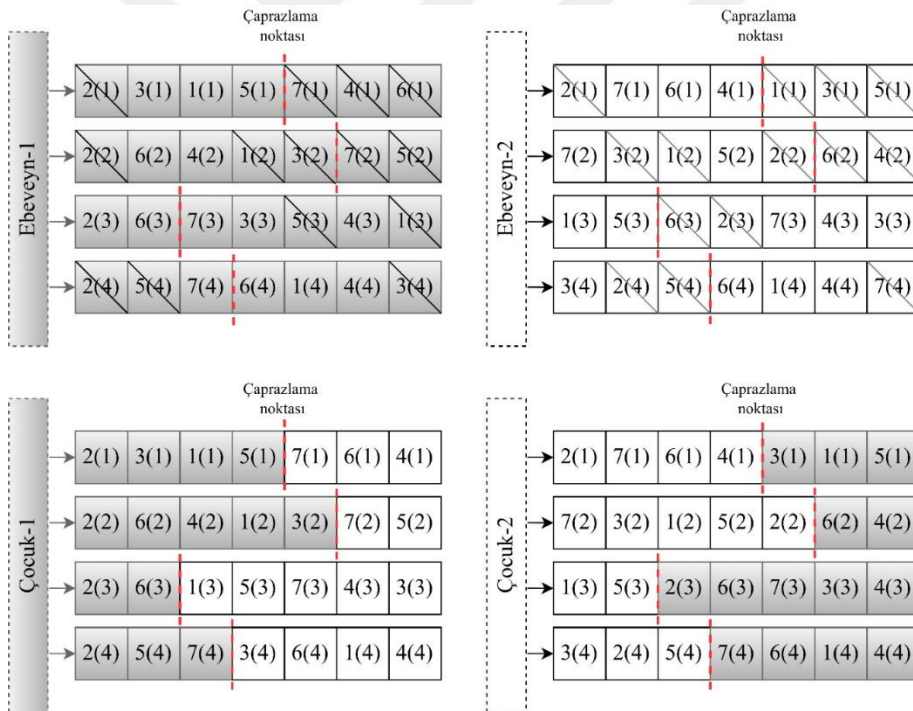 Çaprazlama
noktası
Ebeveyn-1
2(1) 3(1) 1(1) 5(1) 7(1) 4(1) 6(1)
2(2) 6(2) 4(2) 1(2) 3(2) 7(2) 5(2)
2(3) 6(3) 7(3) 3(3) 5(3) 4(3) 1(3)
2(4) 5(4) 7(4) 6(4) 1(4) 4(4) 3(4)
Çaprazlama
noktası
Ebeveyn-2
2(1) 7(1) 6(1) 4(1) 1(1) 3(1) 5(1)
7(2) 3(2) 1(2) 5(2) 2(2) 6(2) 4(2)
1(3) 5(3) 6(3) 2(3) 7(3) 4(3) 3(3)
3(4) 2(4) 5(4) 6(4) 1(4) 4(4) 7(4)
Çaprazlama
noktası
Çocuk-1
2(1) 3(1) 1(1) 5(1) 7(1) 6(1) 4(1)
2(2) 6(2) 4(2) 1(2) 3(2) 7(2) 5(2)
2(3) 6(3) 1(3) 5(3) 7(3) 4(3) 3(3)
2(4) 5(4) 7(4) 3(4) 6(4) 1(4) 4(4)
Çaprazlama
noktası
Çocuk-2
2(1) 7(1) 6(1) 4(1) 3(1) 1(1) 5(1)
7(2) 3(2) 1(2) 5(2) 2(2) 6(2) 4(2)
1(3) 5(3) 2(3) 6(3) 7(3) 3(3) 4(3)
3(4) 2(4) 5(4) 7(4) 6(4) 1(4) 4(4)